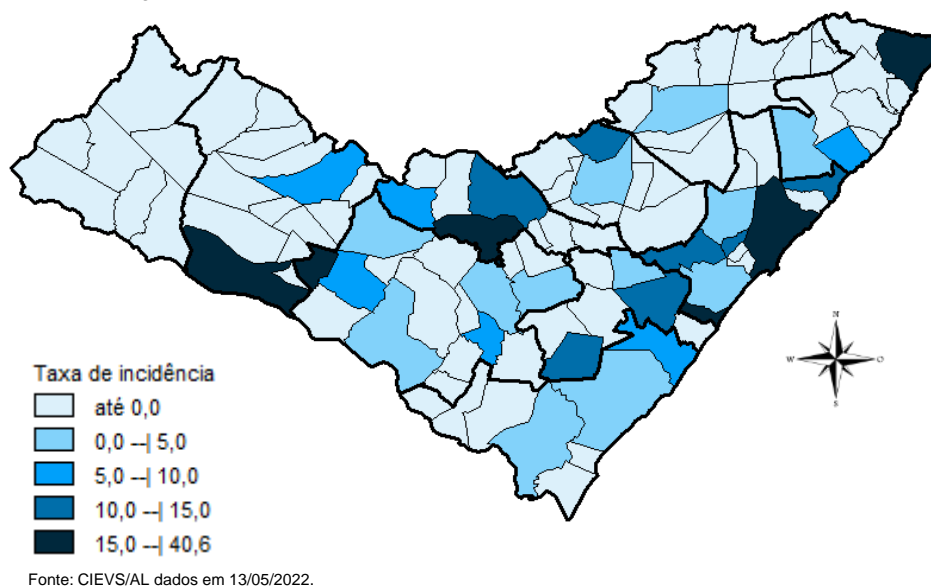 N
W
O
S
Taxa de incidência
até 0,0
0,0 --| 5,0
5,0 --| 10,0
10,0 --| 15,0
15,0 --| 40,6
Fonte: CIEVS/AL dados em 13/05/2022.